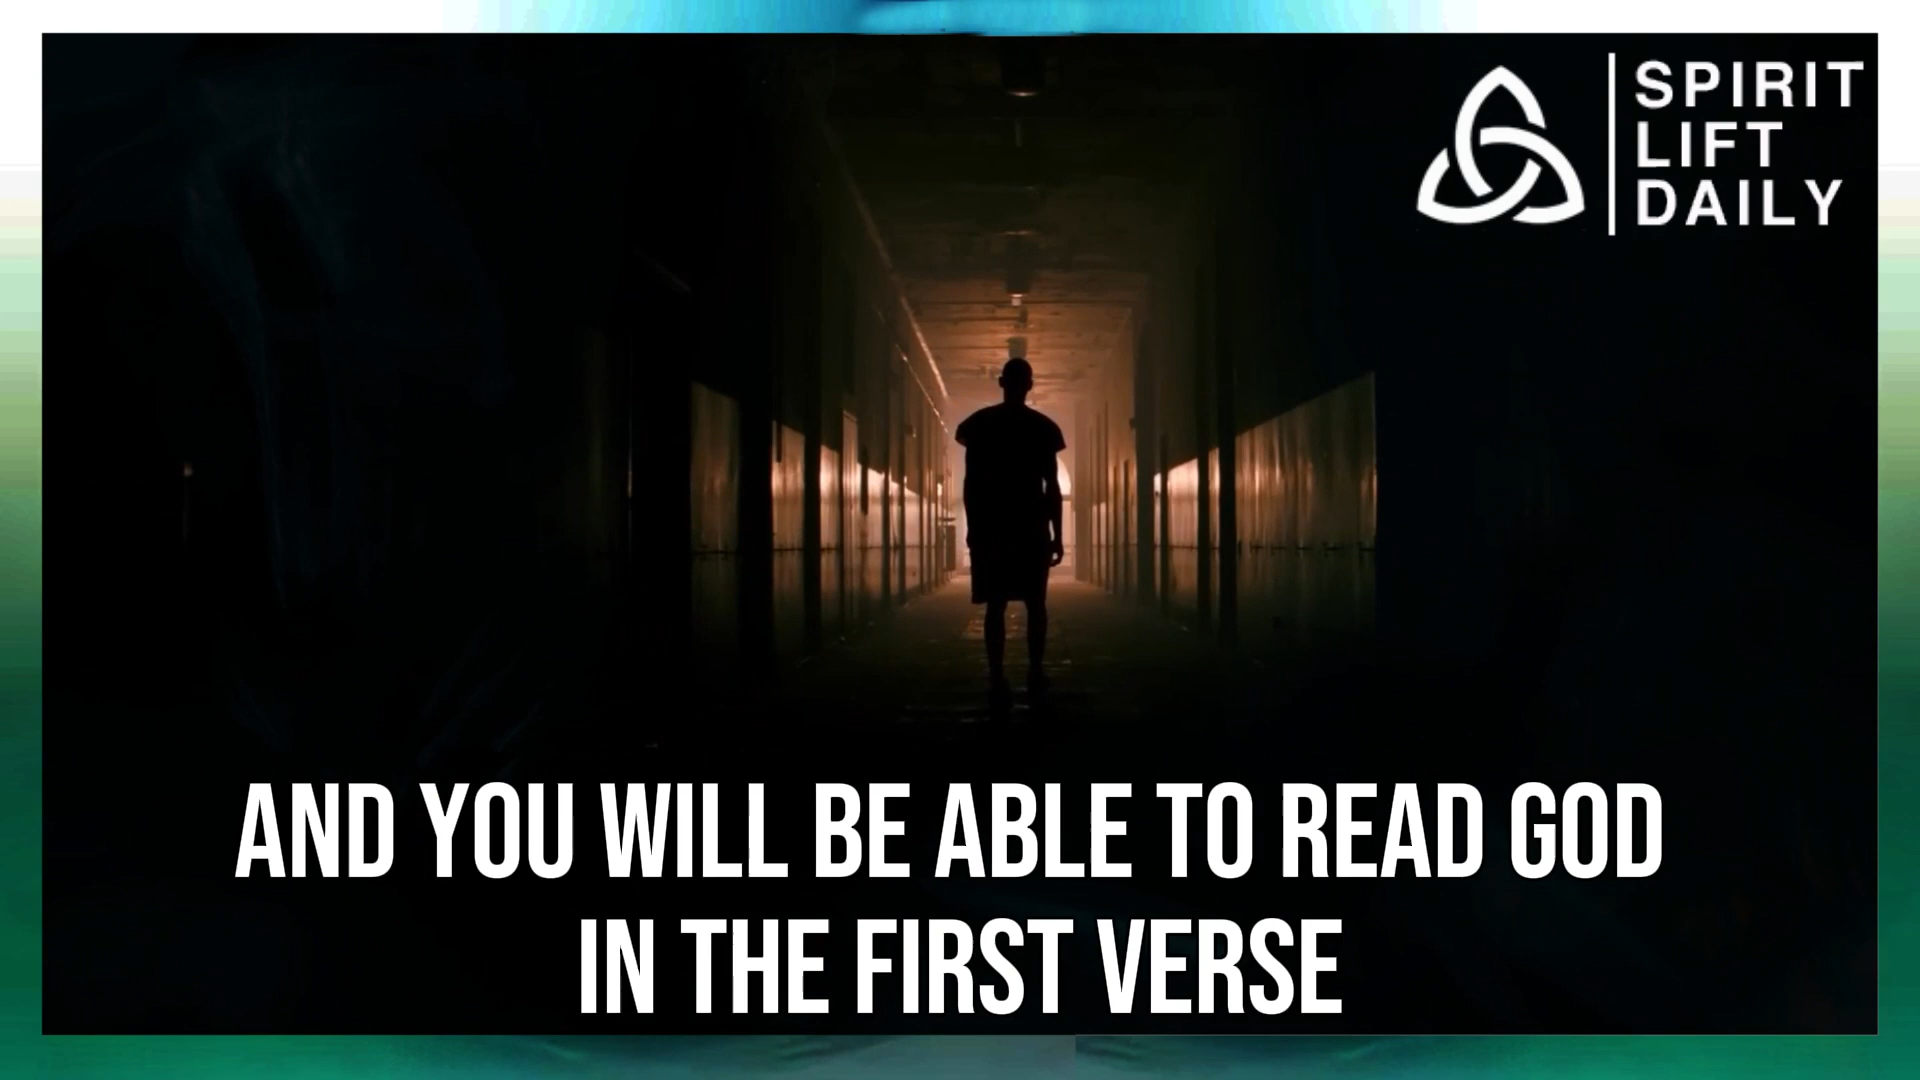 SPIRIT
LIFT
DAILY
AND YOU WILL BE ABLE TO READ GOD
IN THE FIRST VERSE